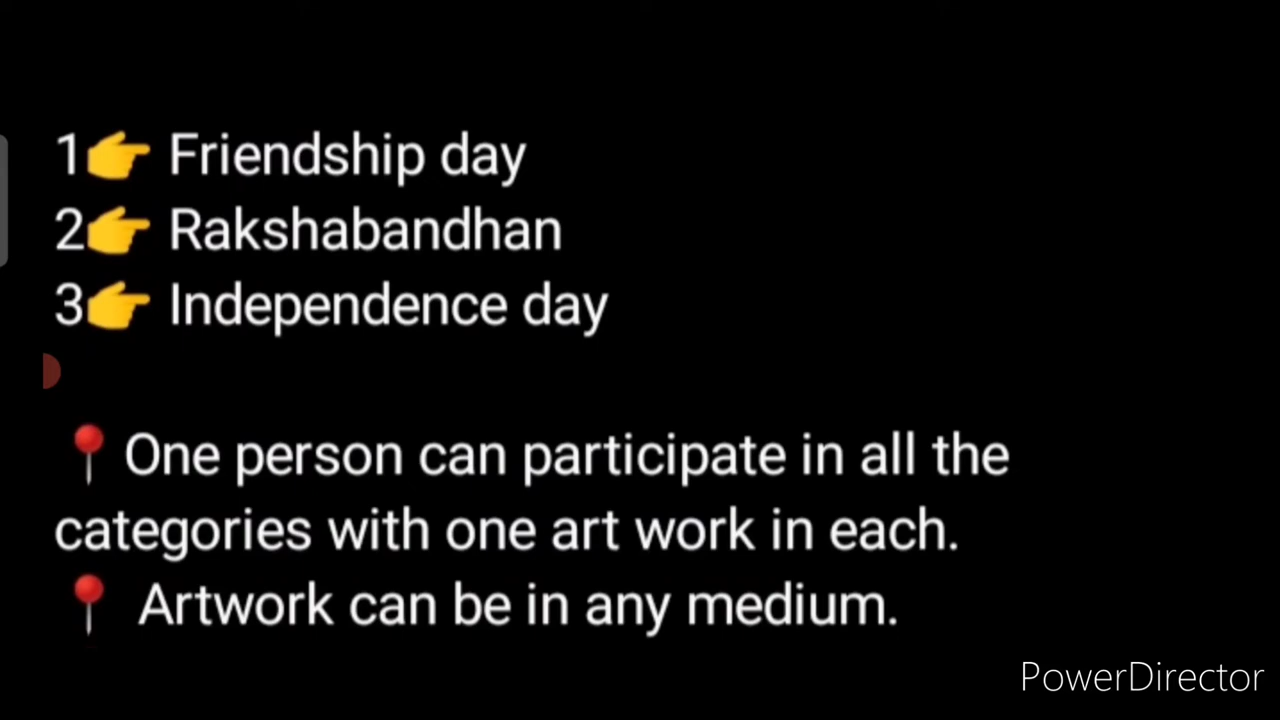 1👉 Friendship day
2👉 Rakshabandhan
3👉 Independence day
📍One person can participate in all the
categories with one art work in each.
📍 Artwork can be in any medium.
PowerDirector